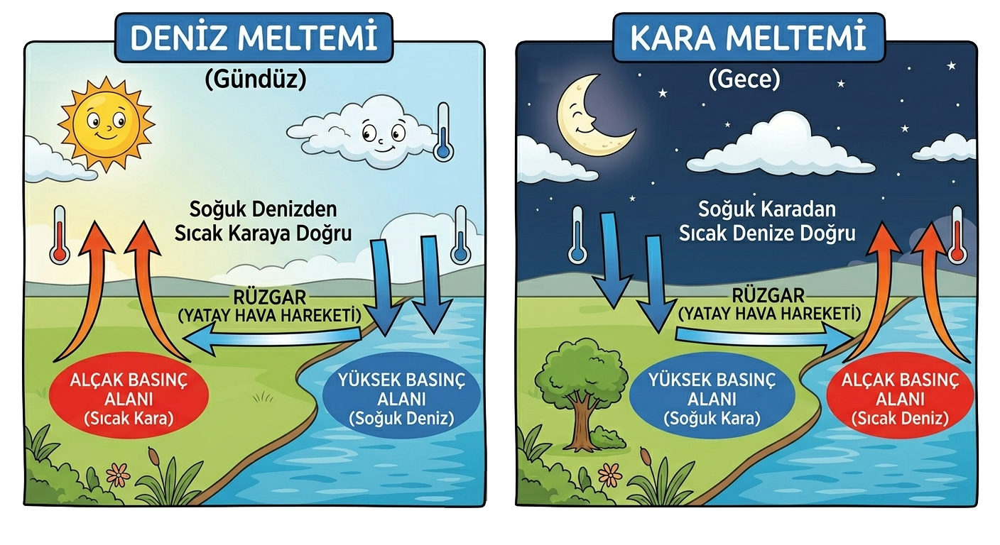 DENİZ MELTEMİ
(Gündüz)
Soğuk Denizden
Sıcak Karaya Doğru
RÜZGAR
(YATAY HAVA HAREKETİ)
ALÇAK BASINÇ
ALANI
(Sıcak Kara)
YÜKSEK BASINÇ
ALANI
(Soğuk Deniz)
KARA MELTEMİ
(Gece)
Soğuk Karadan
Sıcak Denize Doğru
RÜZGAR
(YATAY HAVA HAREKETİ)
YÜKSEK BASINÇ
ALANI
(Soğuk Kara)
ALÇAK BASINÇ
ALANI
(Sıcak Deniz)